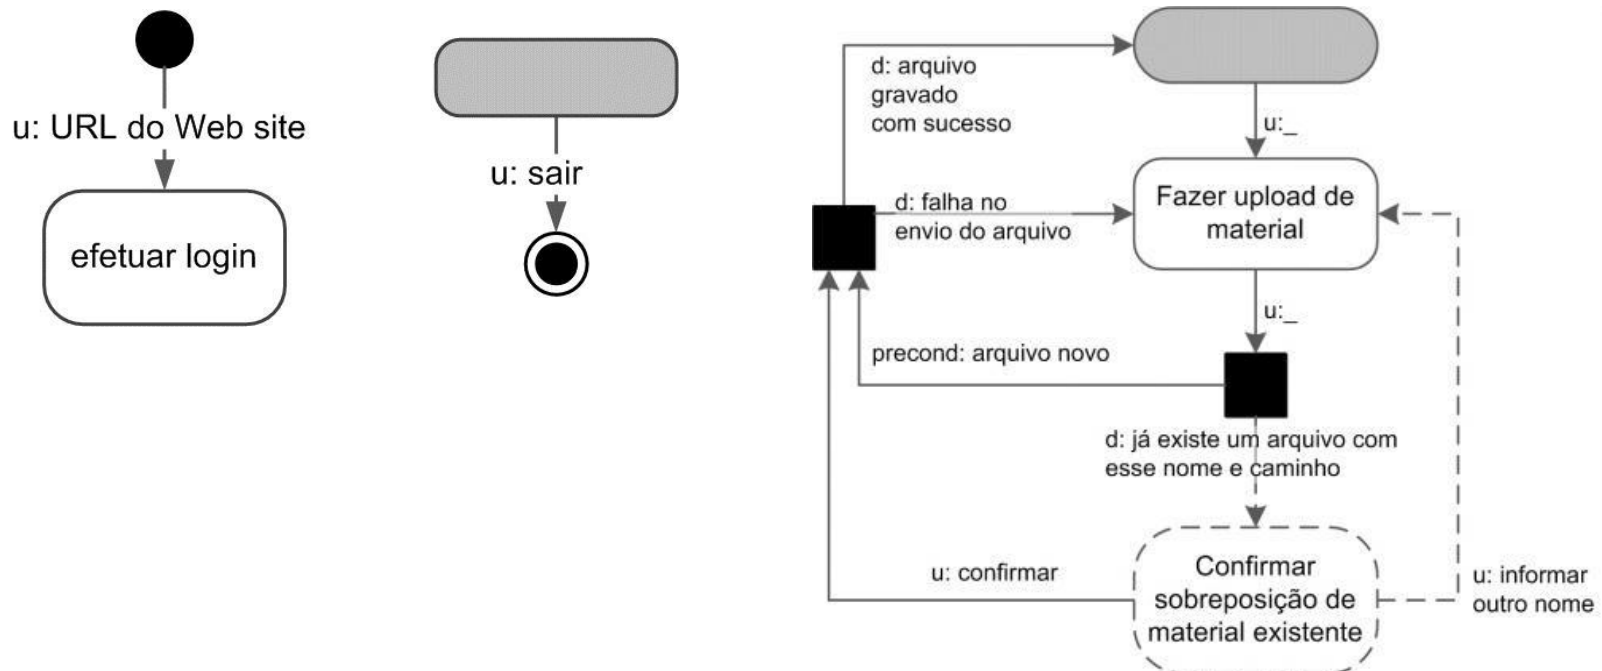 u: URL do Web site
efetuar login
u: sair
d: arquivo
gravado
com sucesso
u:_
d: falha no
envio do arquivo
Fazer upload de
material
u:_
precond: arquivo novo
d: já existe um arquivo com
esse nome e caminho
u: confirmar
Confirmar
sobreposição de
material existente
u: informar
outro nome